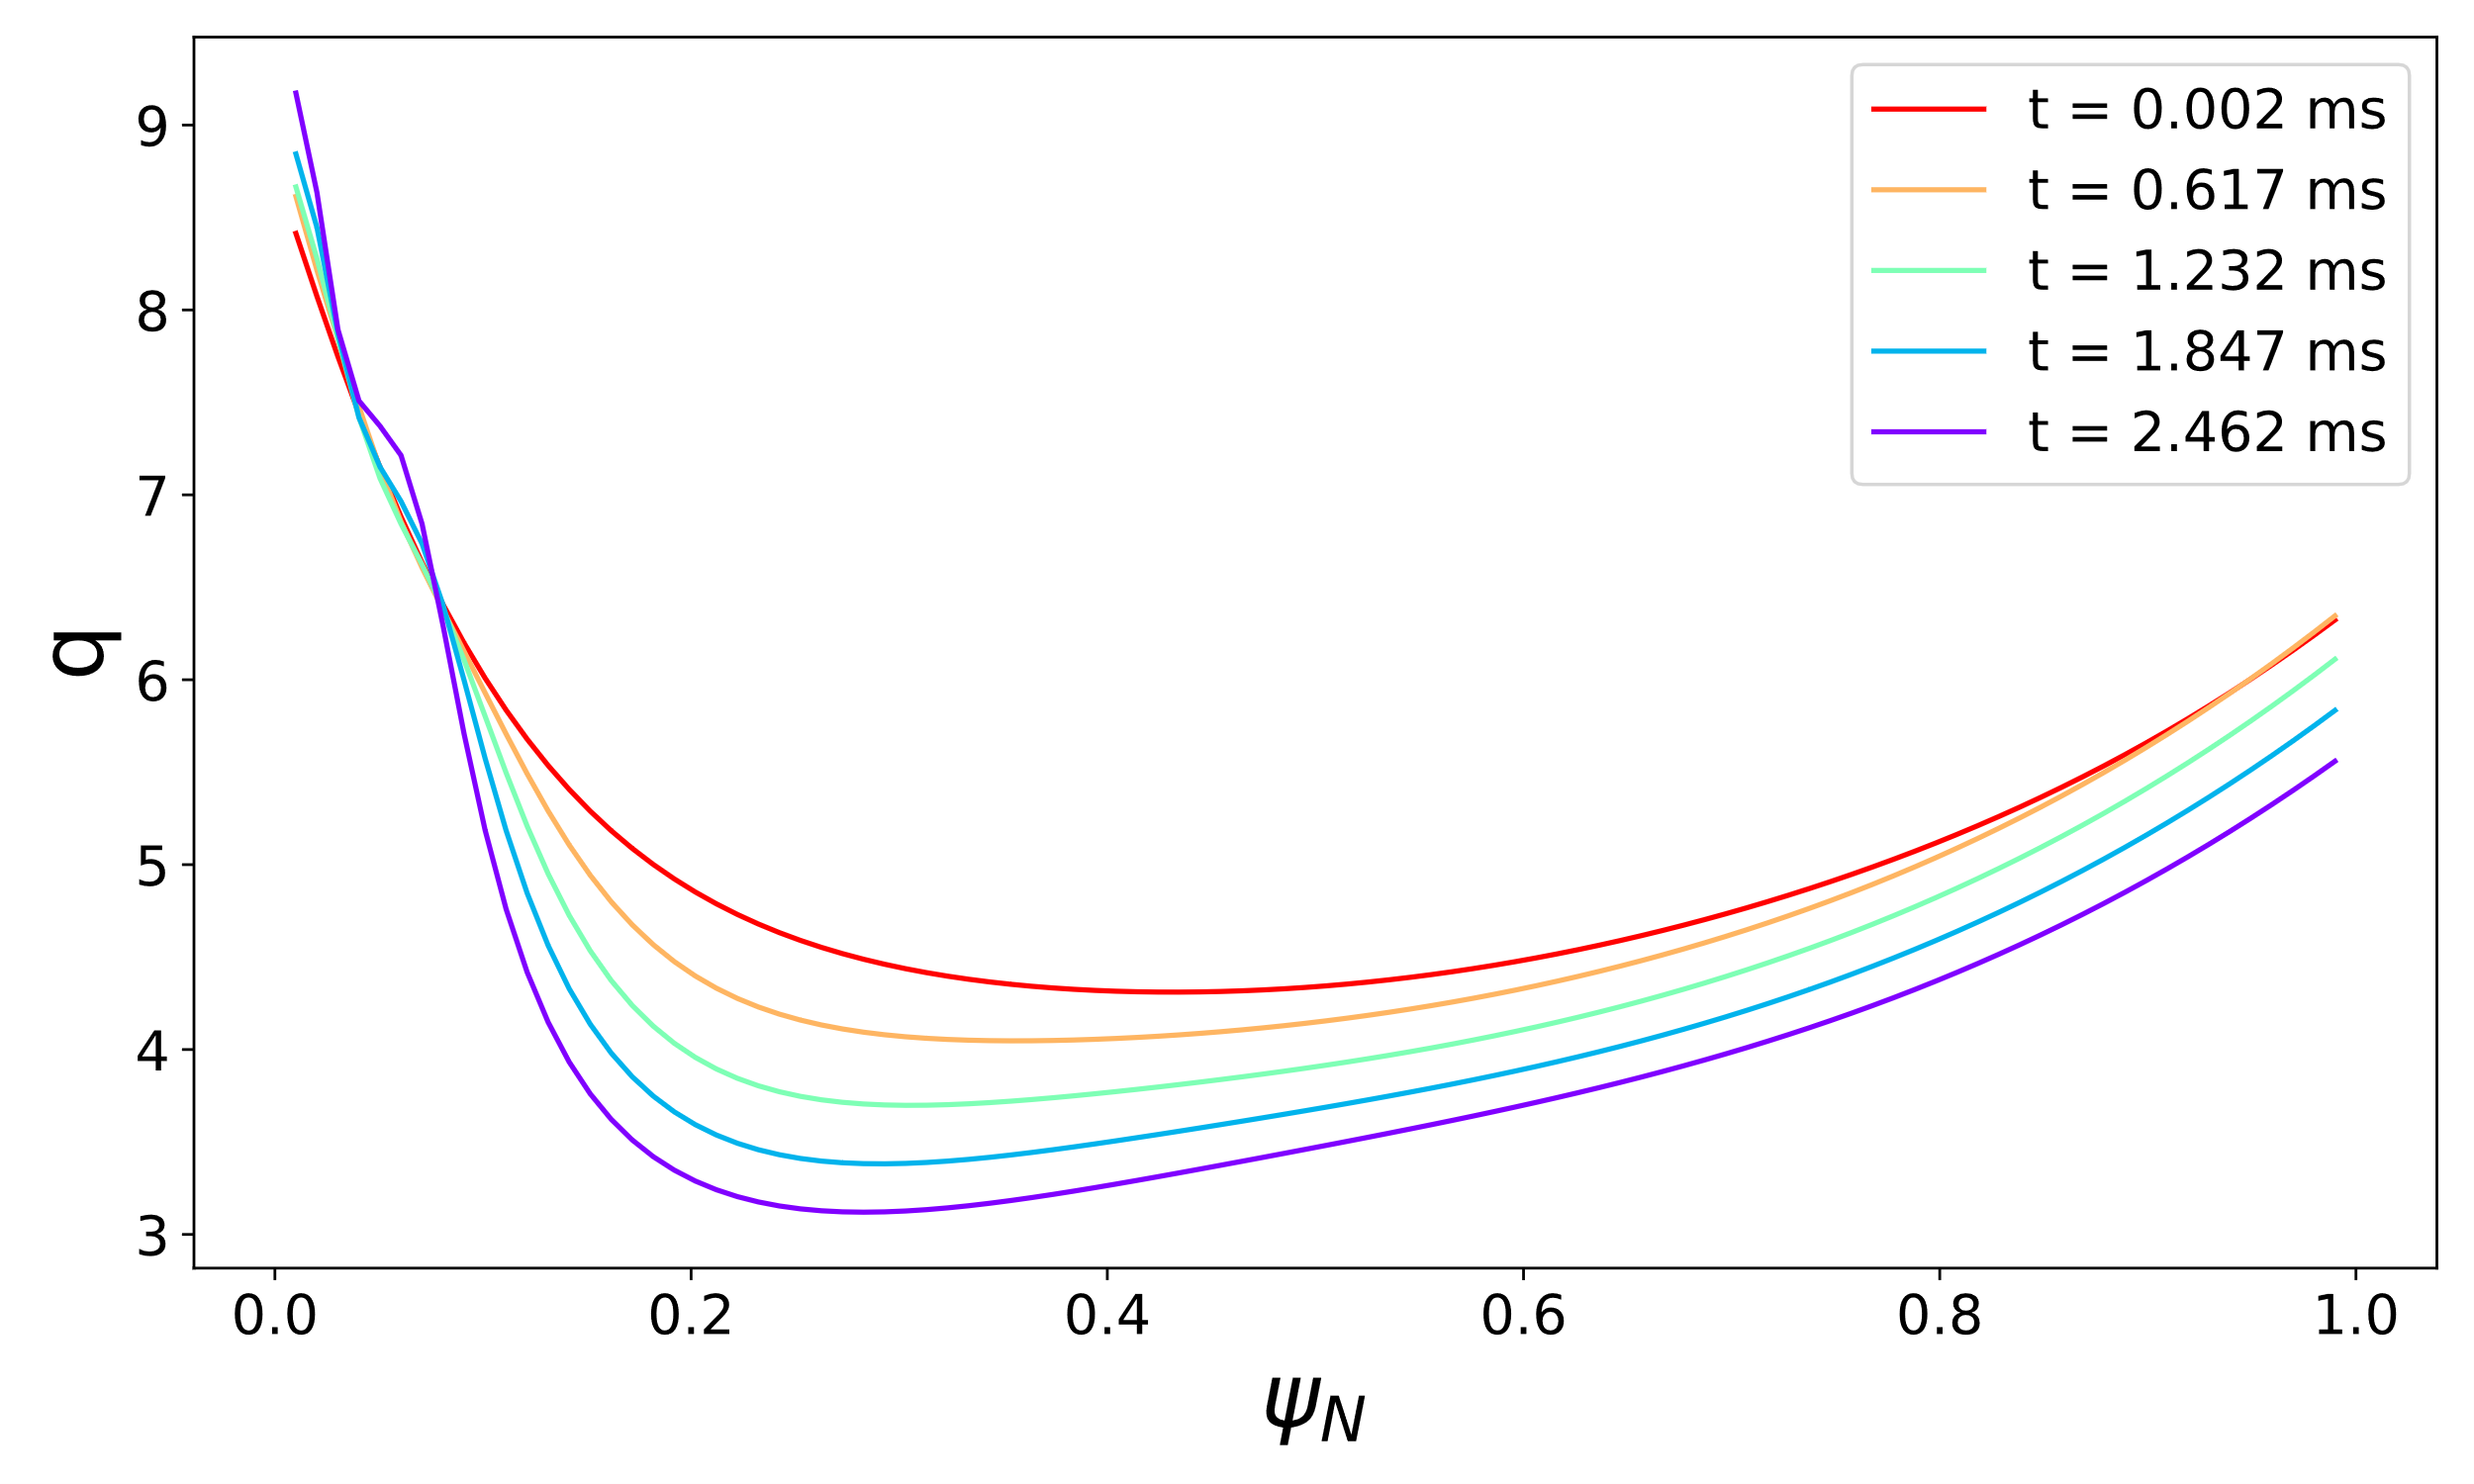 9
8
7
6
5
4
3
q
0.0 0.2 0.4 0.6 0.8 1.0
ψN
t = 0.002 ms
t = 0.617 ms
t = 1.232 ms
t = 1.847 ms
t = 2.462 ms